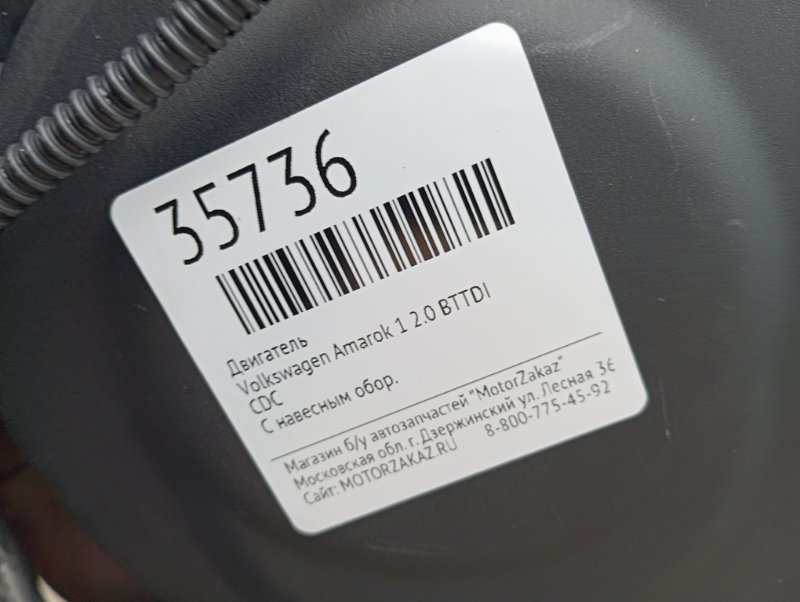 35736
Двигатель
Volkswagen Amarok 1 2.0 BTTDI
CDC
С навесным обор.
Магазин б/у автозапчастей "MotorZakaz"
Московская обл. г. Дзержинский ул. Лесная 36
Сайт: MOTORZAKAZ.RU 8-800-775-45-92